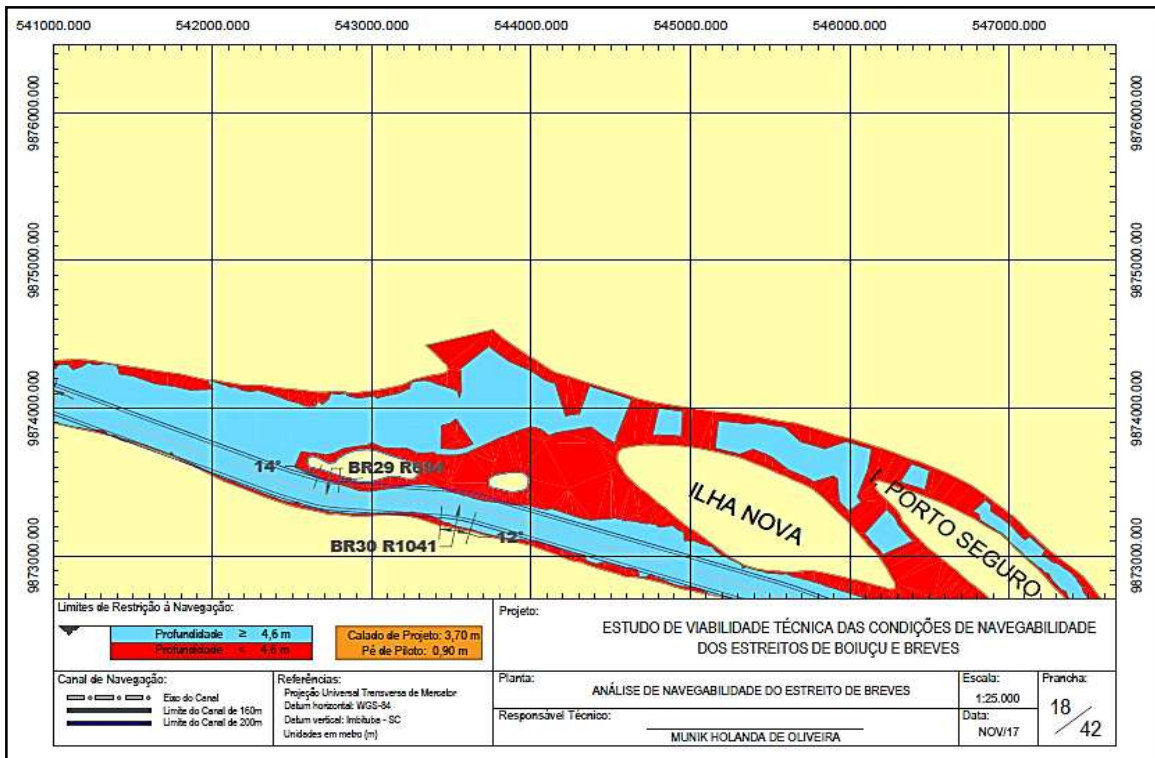 541000.000 542000.000 543000.000 544000.000 545000.000 546000.000 547000.000
9876000.000 9876000.000
9875000.000 9875000.000
9874000.000 9874000.000
9873000.000 9873000.000
14°
BR29
BR30 R1041
12°
ILHA NOVA
I. PORTO SEGURO
Limites de Restrição à Navegação:
Profundidade ≥ 4,6 m
Profundidade < 4,6 m
Calado de Projeto: 3,70 m
Pé de Piloto: 0,90 m
Projeto:
ESTUDO DE VIABILIDADE TÉCNICA DAS CONDIÇÕES DE NAVEGABILIDADE
DOS ESTREITOS DE BOIUÇU E BREVES
Canal de Navegação:
Eixo do Canal
Limite do Canal de 160m
Limite do Canal de 200m
Referências:
Projeção Universal Transversa de Mercator
Datum horizontal: WGS-84
Datum vertical: Imbituba - SC
Unidades em metro (m)
Planta:
ANÁLISE DE NAVEGABILIDADE DO ESTREITO DE BREVES
Responsável Técnico:
MUNIK HOLANDA DE OLIVEIRA
Escala:
1:25.000
Data:
NOV/17
Prancha:
18/42